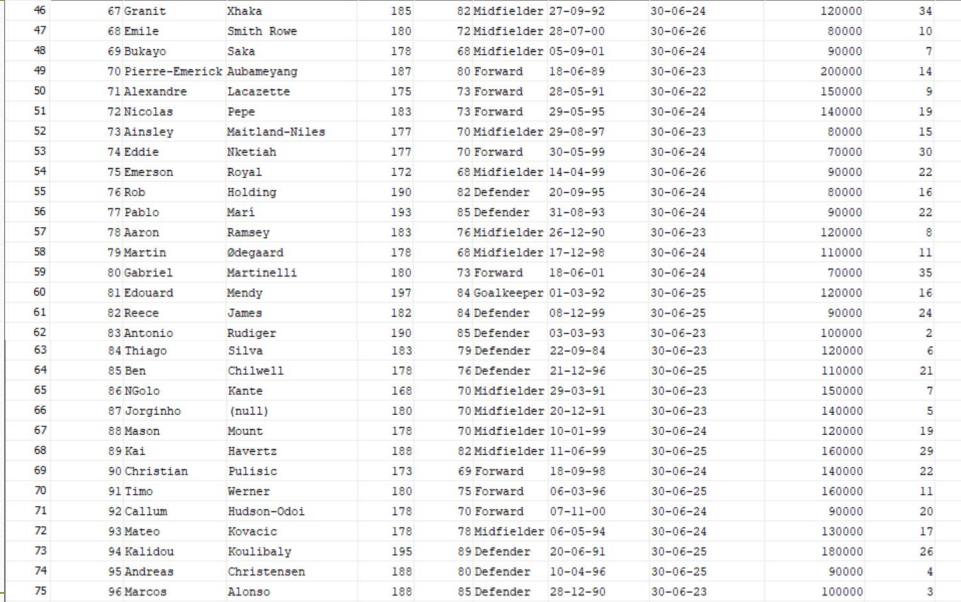 46 67 Granit Xhaka 185 82 Midfielder 27-09-92 30-06-24 120000 34
47 68 Emile Smith Rowe 180 72 Midfielder 28-07-00 30-06-26 80000 10
48 69 Bukayo Saka 178 68 Midfielder 05-09-01 30-06-24 90000 7
49 70 Pierre-Emerick Aubameyang 187 80 Forward 18-06-89 30-06-23 200000 14
50 71 Alexandre Lacazette 175 73 Forward 28-05-91 30-06-22 150000 9
51 72 Nicolas Pepe 183 73 Forward 29-05-95 30-06-24 140000 19
52 73 Ainsley Maitland-Niles 177 70 Midfielder 29-08-97 30-06-23 80000 15
53 74 Eddie Nketiah 177 70 Forward 30-05-99 30-06-24 70000 30
54 75 Emerson Royal 172 68 Midfielder 14-04-99 30-06-26 90000 22
55 76 Rob Holding 190 82 Defender 20-09-95 30-06-24 80000 16
56 77 Pablo Marí 193 85 Defender 31-08-93 30-06-24 90000 22
57 78 Aaron Ramsey 183 76 Midfielder 26-12-90 30-06-23 120000 8
58 79 Martin Ødegaard 178 68 Midfielder 17-12-98 30-06-24 110000 11
59 80 Gabriel Martinelli 180 73 Forward 18-06-01 30-06-24 70000 35
60 81 Edouard Mendy 197 84 Goalkeeper 01-03-92 30-06-25 120000 16
61 82 Reece James 182 84 Defender 08-12-99 30-06-25 90000 24
62 83 Antonio Rudiger 190 85 Defender 03-03-93 30-06-23 100000 2
63 84 Thiago Silva 183 79 Defender 22-09-84 30-06-23 120000 6
64 85 Ben Chilwell 178 76 Defender 21-12-96 30-06-25 110000 21
65 86 NGolo Kante 168 70 Midfielder 29-03-91 30-06-23 150000 7
66 87 Jorginho (null) 180 70 Midfielder 20-12-91 30-06-23 140000 5
67 88 Mason Mount 178 70 Midfielder 10-01-99 30-06-24 120000 19
68 89 Kai Havertz 188 82 Midfielder 11-06-99 30-06-25 160000 29
69 90 Christian Pulisic 173 69 Forward 18-09-98 30-06-24 140000 22
70 91 Timo Werner 180 75 Forward 06-03-96 30-06-25 160000 11
71 92 Callum Hudson-Odoi 178 70 Forward 07-11-00 30-06-24 90000 20
72 93 Mateo Kovacic 178 78 Midfielder 06-05-94 30-06-24 130000 17
73 94 Kalidou Koulibaly 195 89 Defender 20-06-91 30-06-25 180000 26
74 95 Andreas Christensen 188 80 Defender 10-04-96 30-06-25 90000 4
75 96 Marcos Alonso 188 85 Defender 28-12-90 30-06-23 100000 3